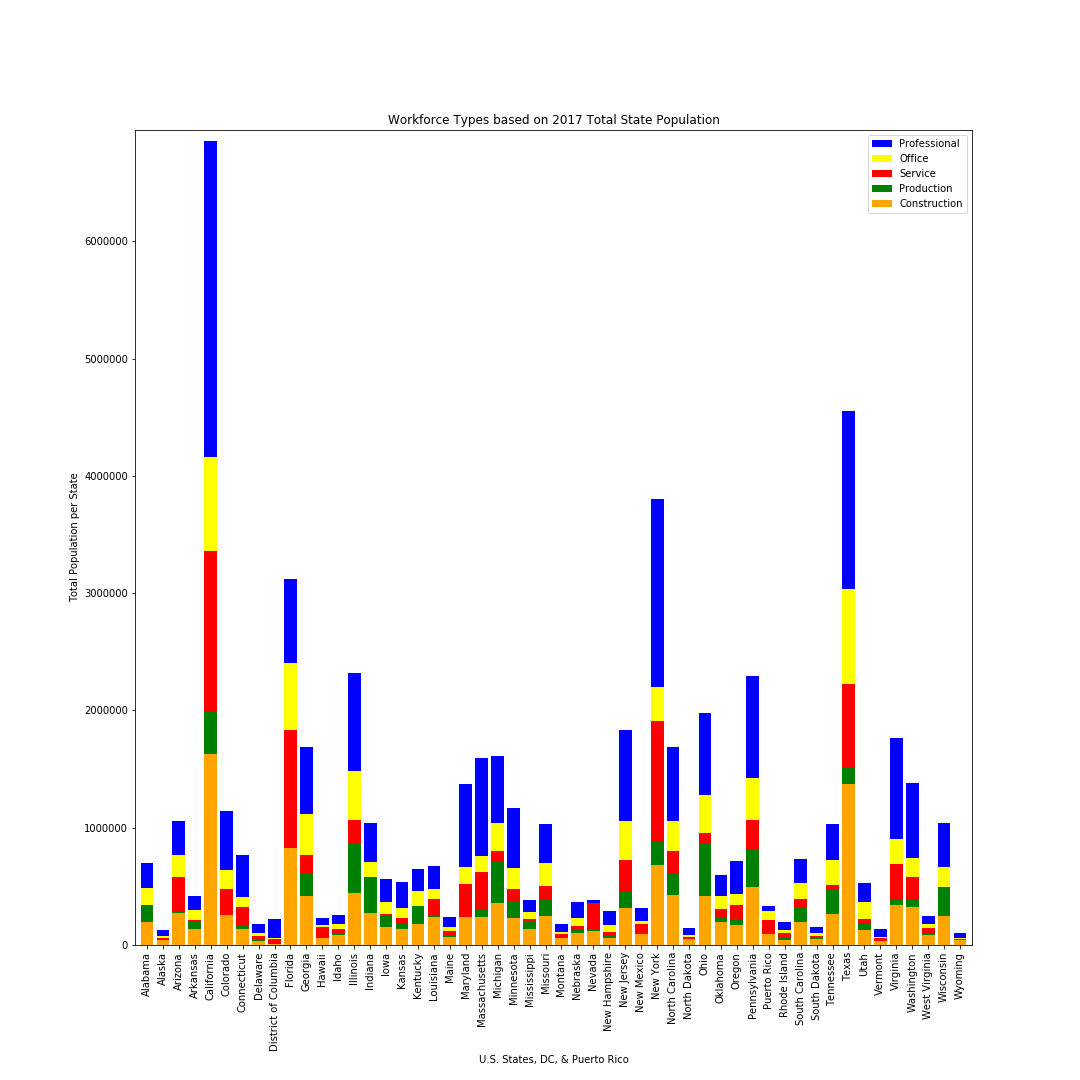 Workforce Types based on 2017 Total State Population
Professional
Office
Service
Production
Construction
6000000
5000000
4000000
3000000
2000000
1000000
0
Total Population per State
Alabama
Alaska
Arizona
Arkansas
California
Colorado
Connecticut
Delaware
District of Columbia
Florida
Georgia
Hawaii
Idaho
Illinois
Indiana
Iowa
Kansas
Kentucky
Louisiana
Maine
Maryland
Massachusetts
Michigan
Minnesota
Mississippi
Missouri
Montana
Nebraska
Nevada
New Hampshire
New Jersey
New Mexico
New York
North Carolina
North Dakota
Ohio
Oklahoma
Oregon
Pennsylvania
Puerto Rico
Rhode Island
South Carolina
South Dakota
Tennessee
Texas
Utah
Vermont
Virginia
Washington
West Virginia
Wisconsin
Wyoming
U.S. States, DC, & Puerto Rico